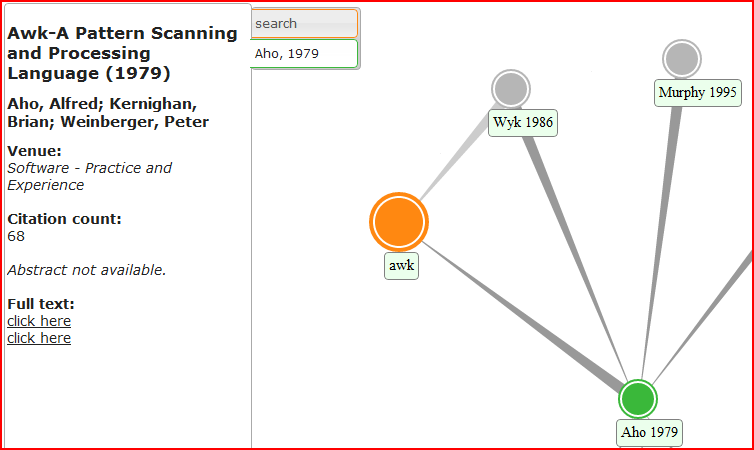 Awk-A Pattern Scanning
and Processing
Language (1979)
Aho, Alfred; Kernighan,
Brian; Weinberger, Peter
Venue:
Software - Practice and
Experience
Citation count:
68
Abstract not available.
Full text:
click here
click here
search
Aho, 1979
Murphy 1995
Wyk 1986
awk
Aho 1979